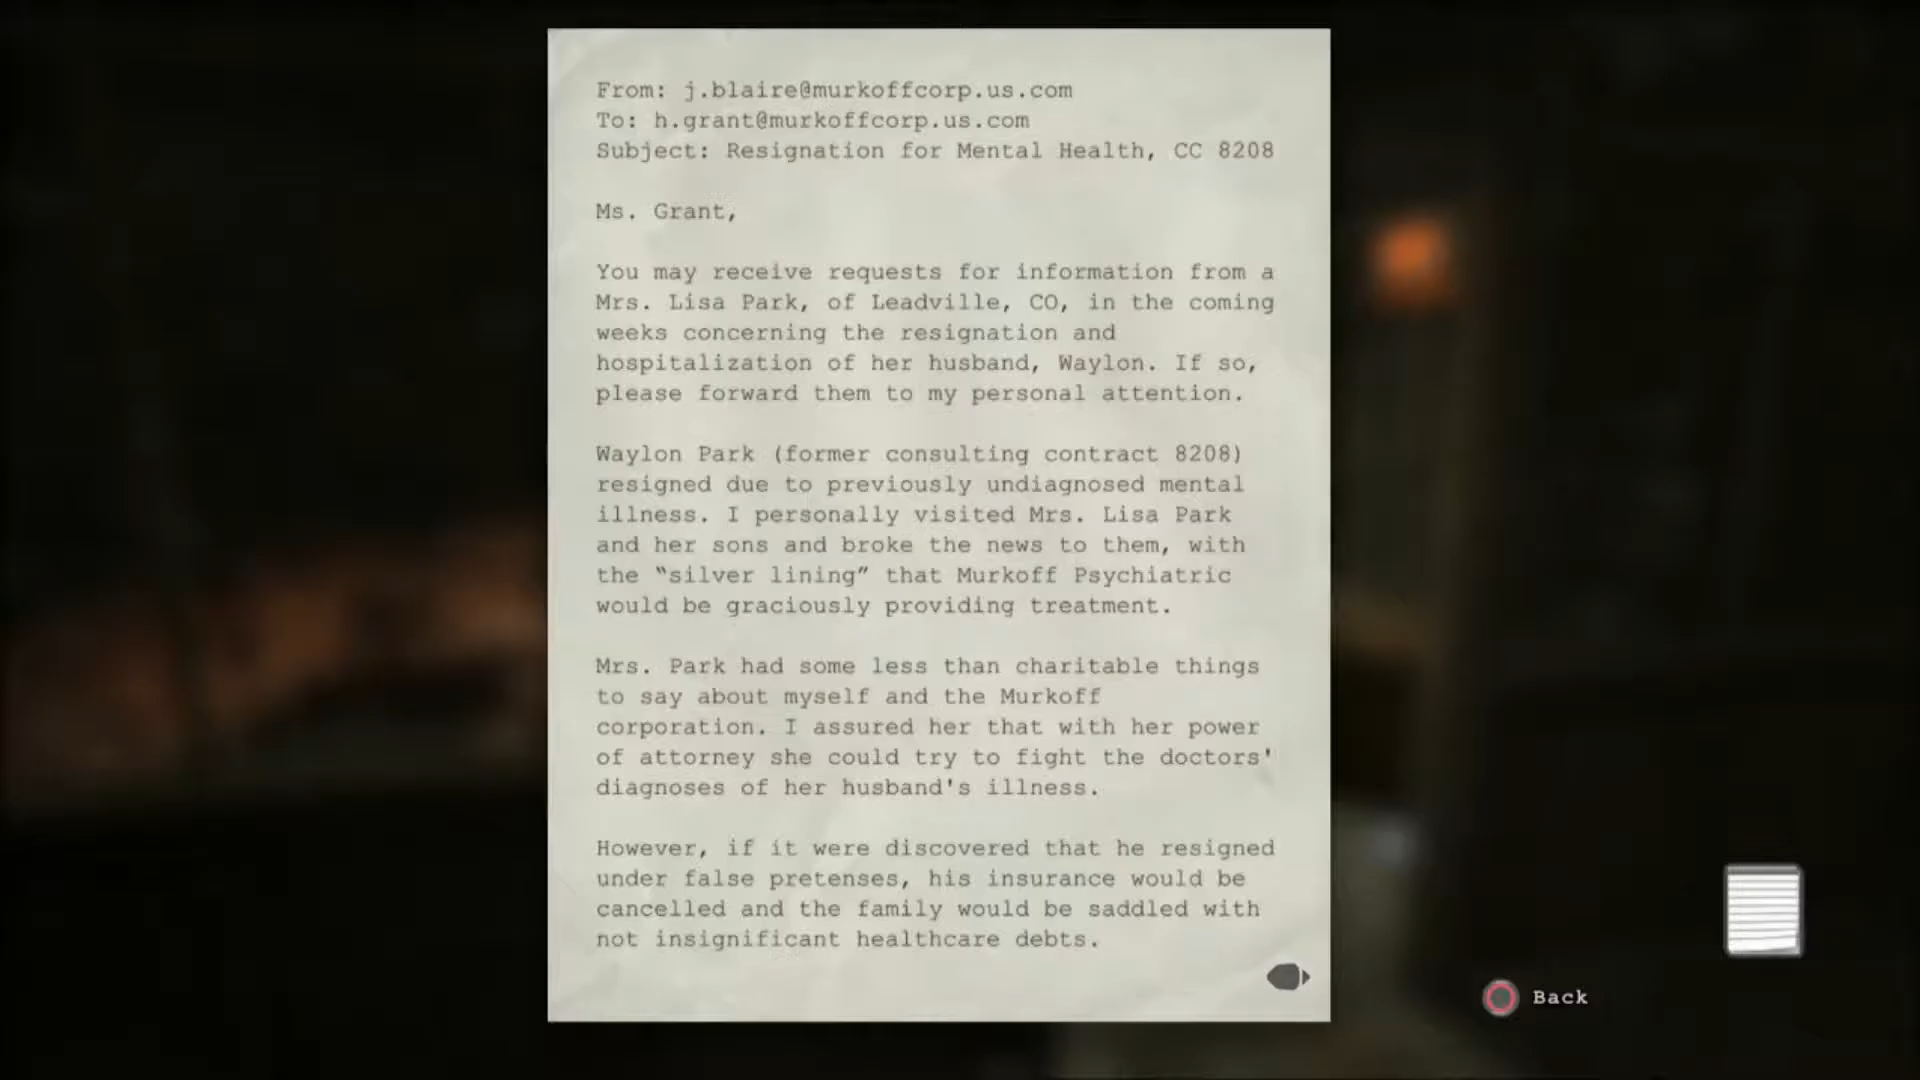 From: j.blaire@murkoffcorp.us.com
To: h.grant@murkoffcorp.us.com
Subject: Resignation for Mental Health, CC 8208
Ms. Grant,
You may receive requests for information from a
Mrs. Lisa Park, of Leadville, CO, in the coming
weeks concerning the resignation and
hospitalization of her husband, Waylon. If so,
please forward them to my personal attention.
Waylon Park (former consulting contract 8208)
resigned due to previously undiagnosed mental
illness. I personally visited Mrs. Lisa Park
and her sons and broke the news to them, with
the “silver lining” that Murkoff Psychiatric
would be graciously providing treatment.
Mrs. Park had some less than charitable things
to say about myself and the Murkoff
corporation. I assured her that with her power
of attorney she could try to fight the doctors'
diagnoses of her husband's illness.
However, if it were discovered that he resigned
under false pretenses, his insurance would be
cancelled and the family would be saddled with
not insignificant healthcare debts.
Back